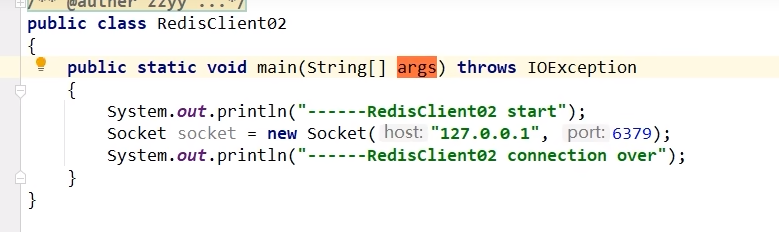 /** @auther zzyy ...*/
public class RedisClient02
{
public static void main(String[] args) throws IOException
{
System.out.println("------RedisClient02 start");
Socket socket = new Socket( host: "127.0.0.1", port: 6379);
System.out.println("------RedisClient02 connection over");
}
}